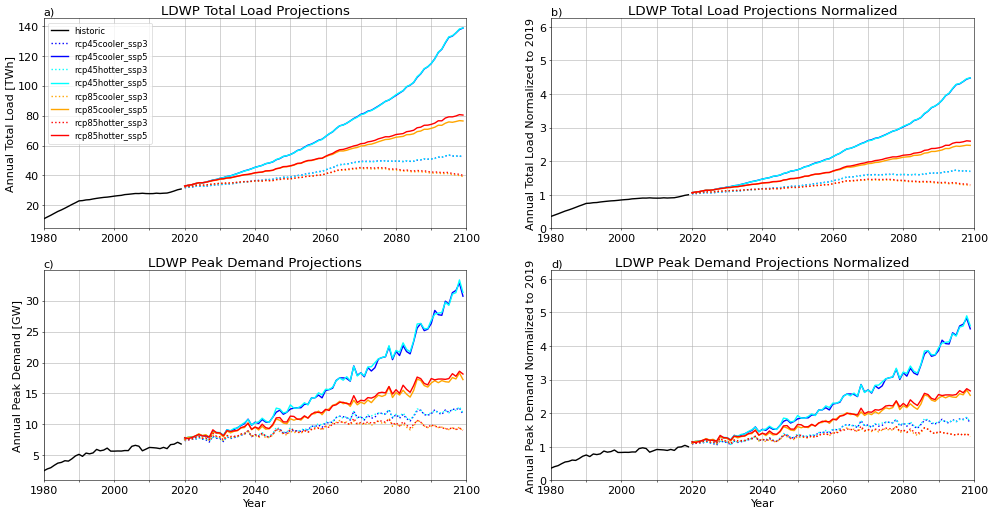 a)
LDWP Total Load Projections
Annual Total Load [TWh]
140
120
100
80
60
40
20
historic
rcp45cooler_ssp3
rcp45cooler_ssp5
rcp45hotter_ssp3
rcp45hotter_ssp5
rcp85cooler_ssp3
rcp85cooler_ssp5
rcp85hotter_ssp3
rcp85hotter_ssp5
1980 2000 2020 2040 2060 2080 2100
b)
LDWP Total Load Projections Normalized
Annual Total Load Normalized to 2019
6
5
4
3
2
1
0
1980 2000 2020 2040 2060 2080 2100
c)
LDWP Peak Demand Projections
Annual Peak Demand [GW]
30
25
20
15
10
5
1980 2000 2020 2040 2060 2080 2100
Year
d)
LDWP Peak Demand Projections Normalized
Annual Peak Demand Normalized to 2019
6
5
4
3
2
1
0
1980 2000 2020 2040 2060 2080 2100
Year